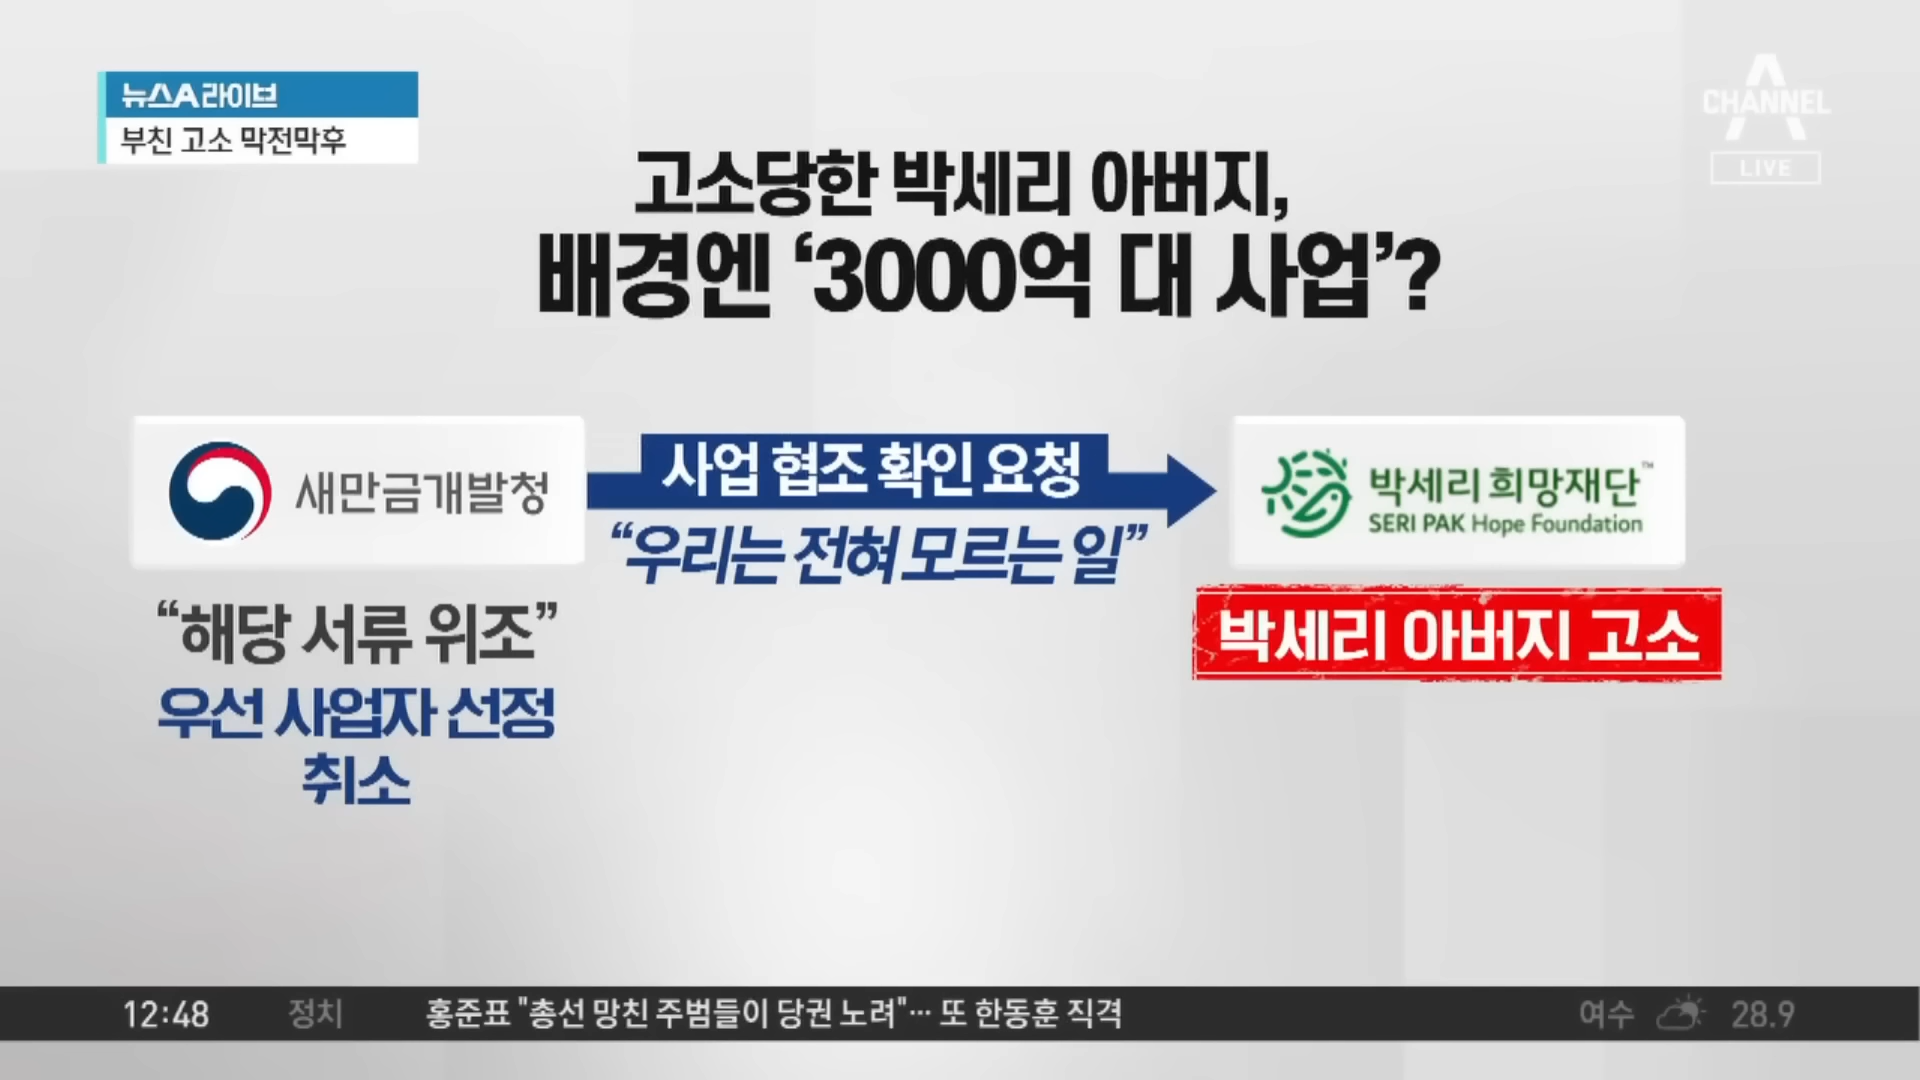 뉴스A 라이브
부친 고소 막전막후
CHANNEL A
LIVE
고소당한 박세리 아버지,
배경엔 ‘3000억 대 사업’?
새만금개발청
사업 협조 확인 요청
“우리는 전혀 모르는 일”
박세리 희망재단™
SERI PAK Hope Foundation
“해당 서류 위조”
우선 사업자 선정
취소
박세리 아버지 고소
12:48 정치 홍준표 "총선 망친 주범들이 당권 노려"… 또 한동훈 직격 여수 28.9